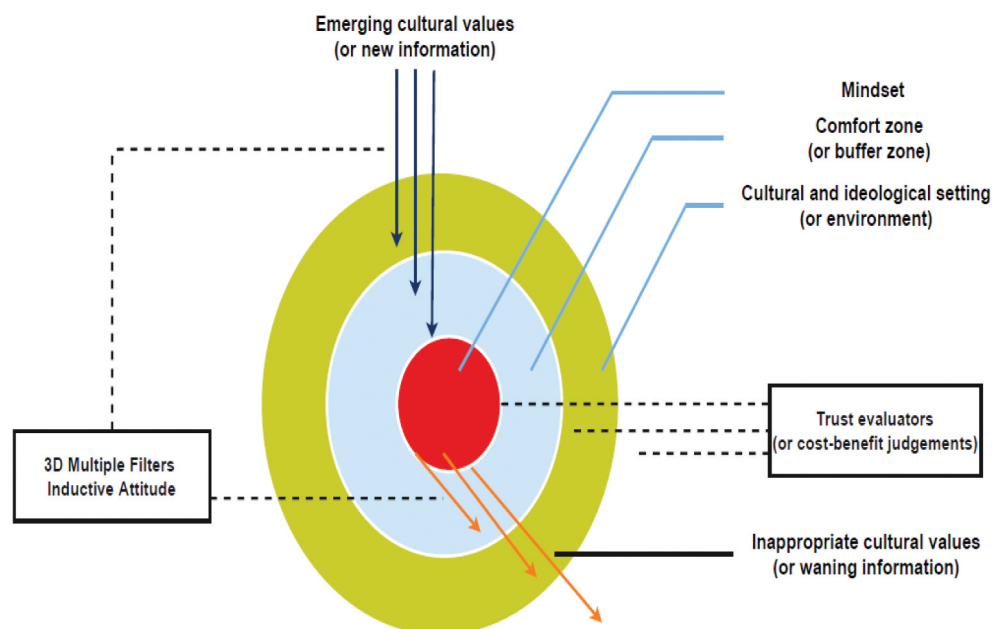 Emerging cultural values
(or new information)
Mindset
Comfort zone
(or buffer zone)
Cultural and ideological setting
(or environment)
Trust evaluators
(or cost-benefit judgements)
3D Multiple Filters
Inductive Attitude
Inappropriate cultural values
(or waning information)